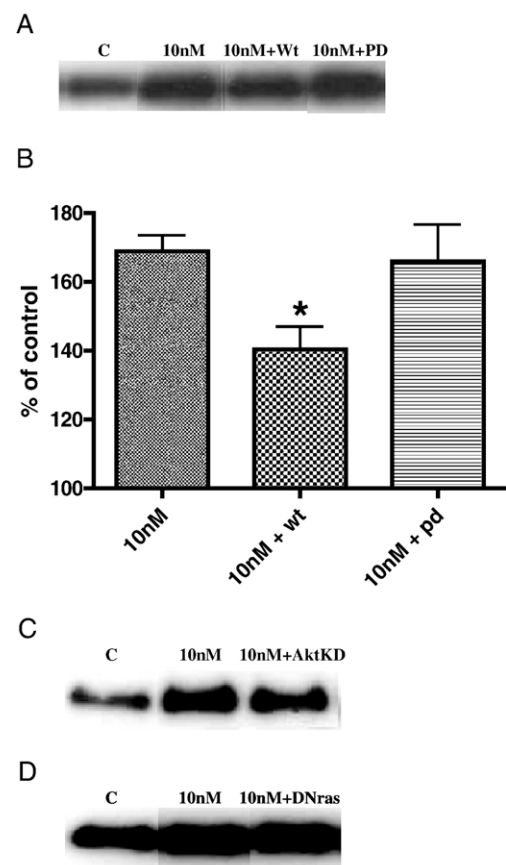 A
C 10nM 10nM+Wt 10nM+PD
B
180
160
140
120
100
% of control
*
10nM
10nM + wt
10nM + pd
C
C 10nM 10nM+AktKD
D
C 10nM 10nM+DNras